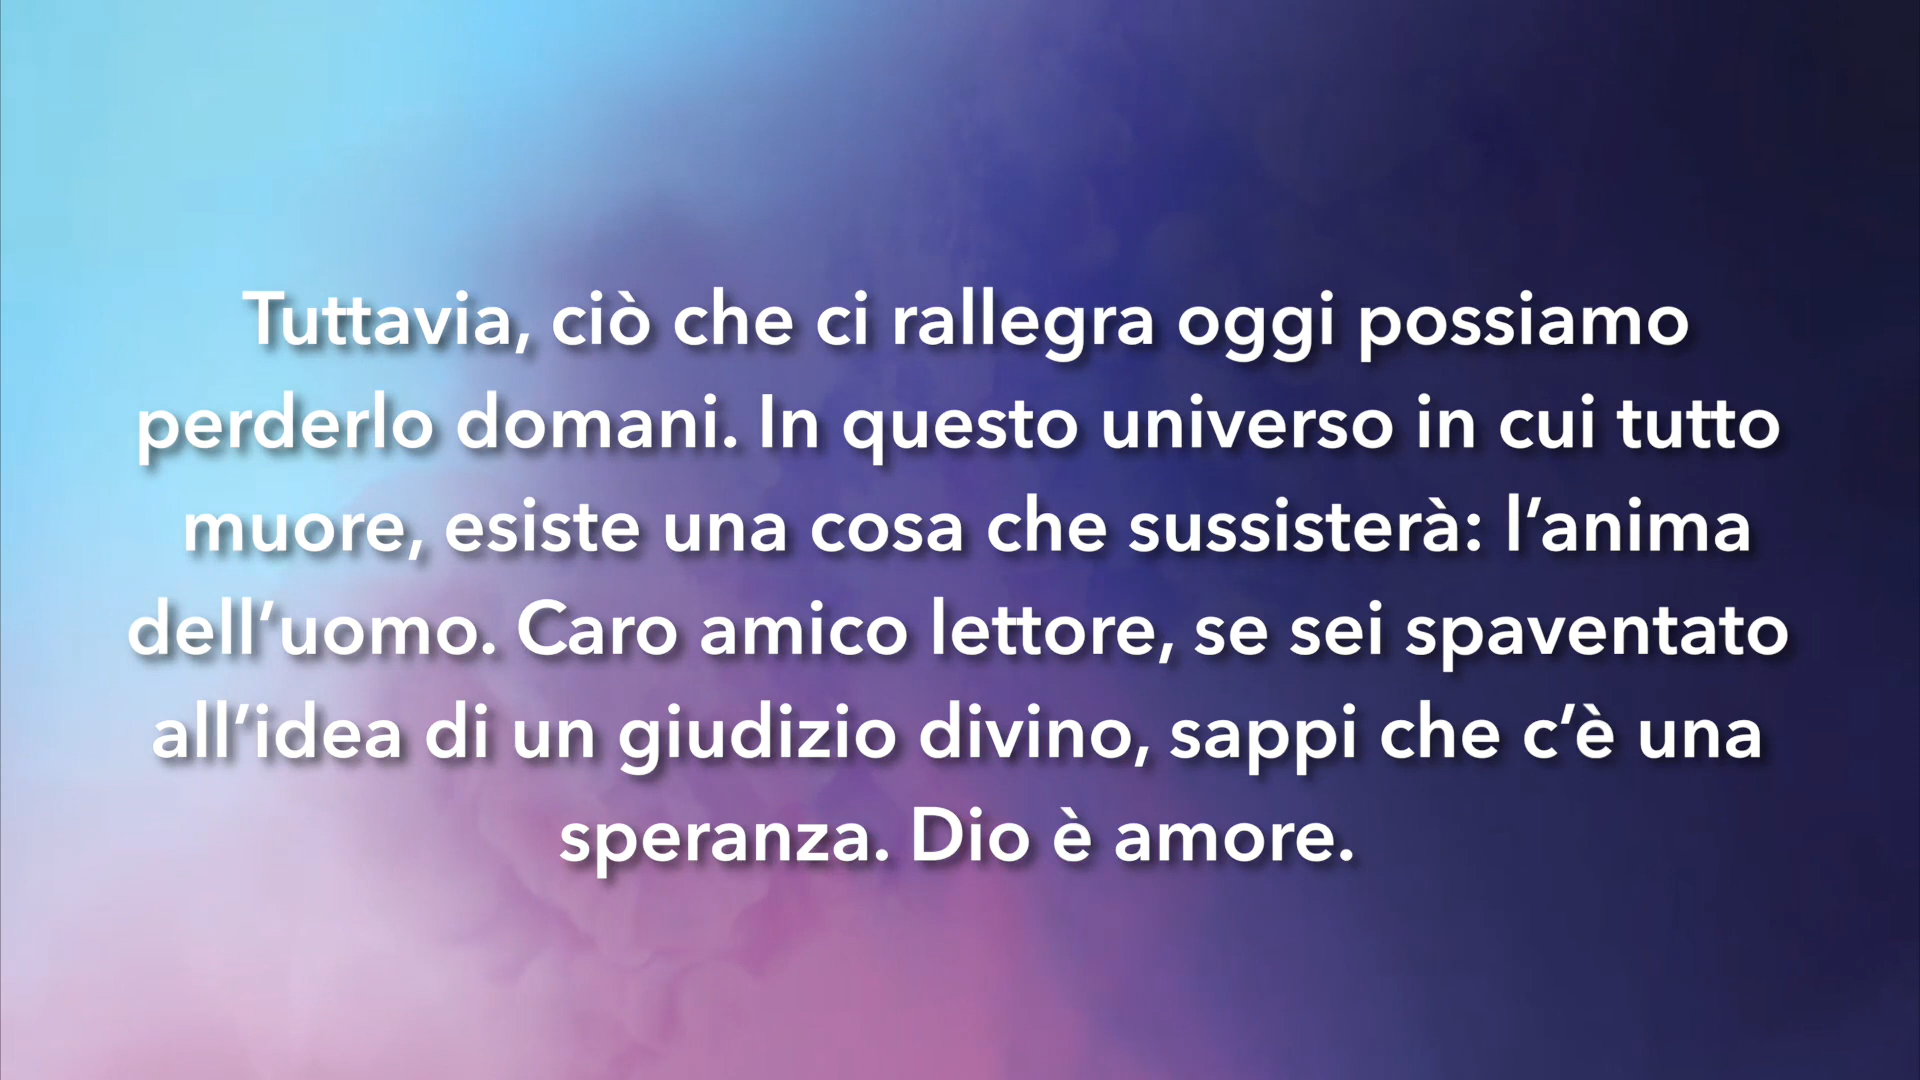 Tuttavia, ciò che ci rallegra oggi possiamo
perderlo domani. In questo universo in cui tutto
muore, esiste una cosa che sussisterà: l’anima
dell’uomo. Caro amico lettore, se sei spaventato
all’idea di un giudizio divino, sappi che c’è una
speranza. Dio è amore.